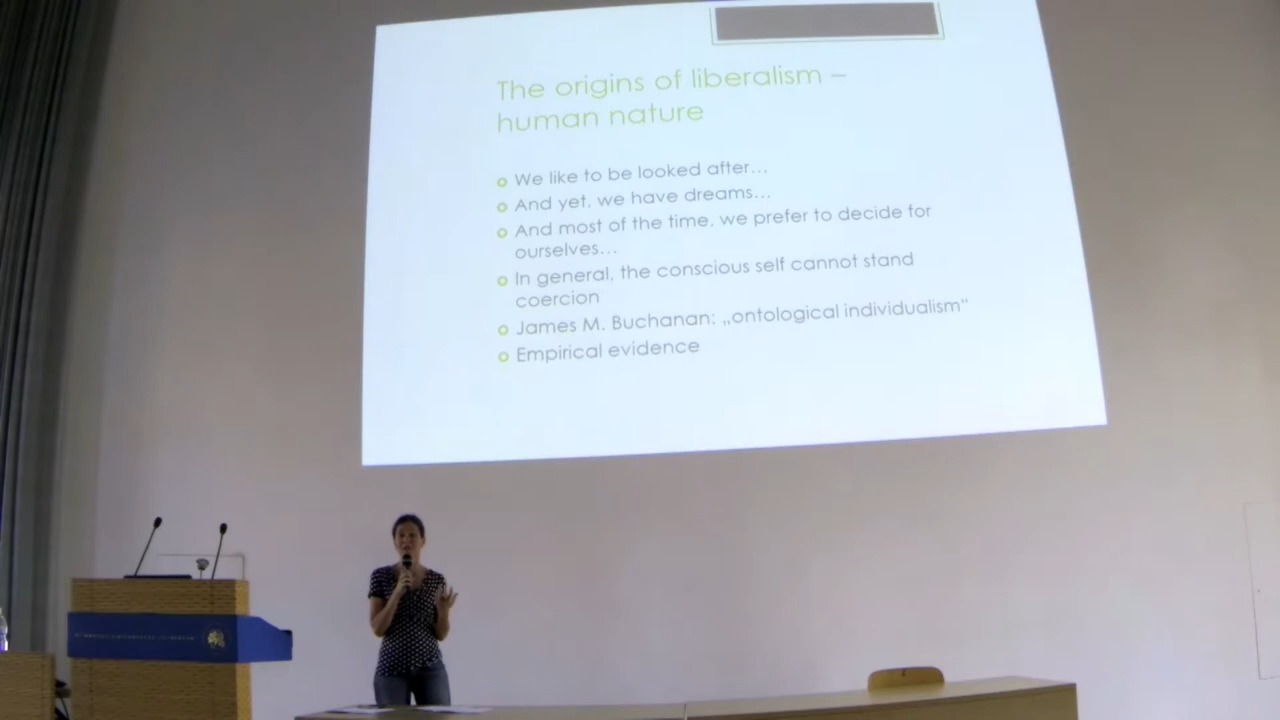 The origins of liberalism –
human nature
We like to be looked after…
And yet, we have dreams…
And most of the time, we prefer to decide for
ourselves…
In general, the conscious self cannot stand
coercion
James M. Buchanan: „ontological individualism“
Empirical evidence